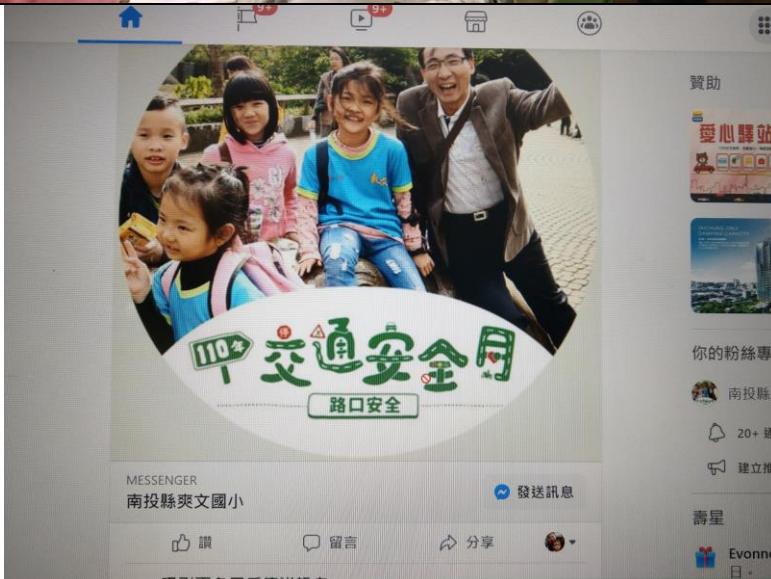 9+
9+
贊助
愛心驛站
110年
交通安全月
停
路口安全
MESSENGER
南投縣爽文國小
發送訊息
讚
留言
分享
你的粉絲專
南投縣
20+
建立
壽星
Evonne
日。